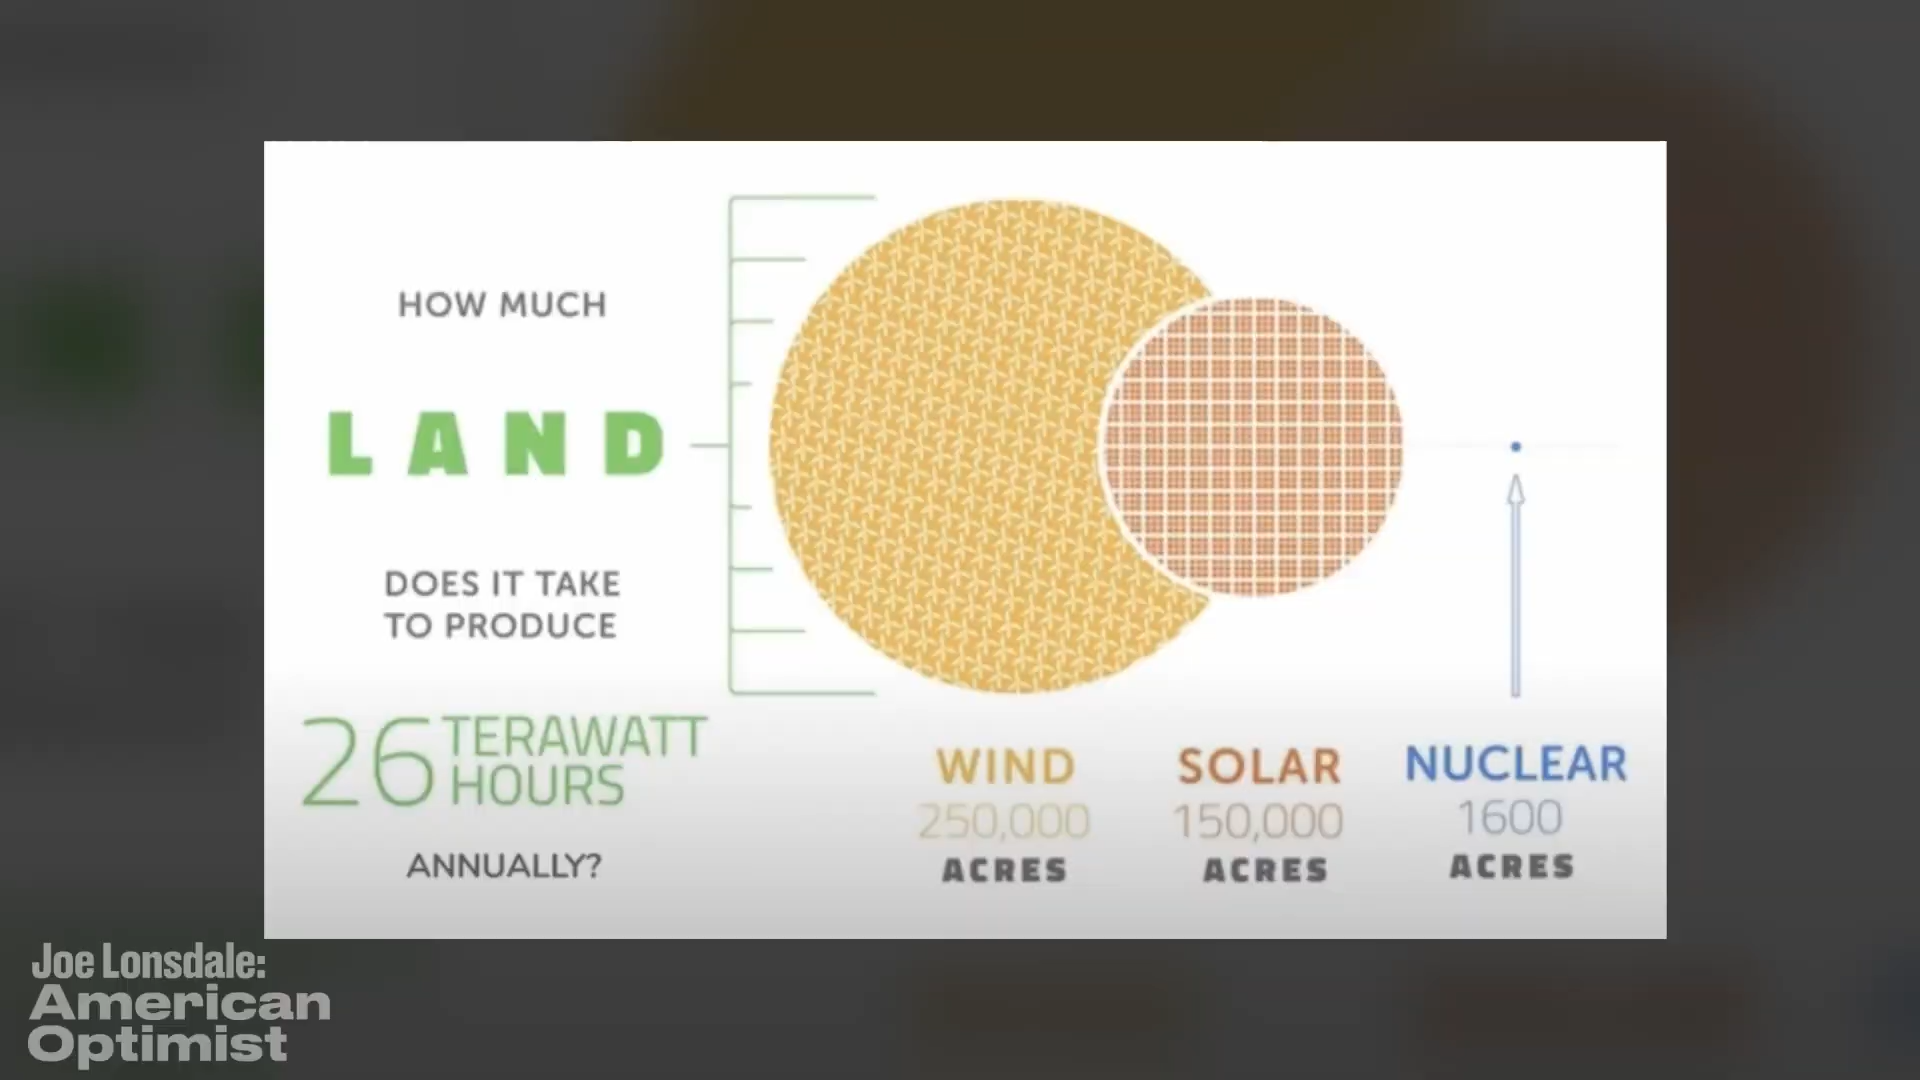 HOW MUCH
LAND
DOES IT TAKE
TO PRODUCE
26 TERAWATT
HOURS
ANNUALLY?
WIND
250,000
ACRES
SOLAR
150,000
ACRES
NUCLEAR
1600
ACRES
Joe Lonsdale:
American
Optimist